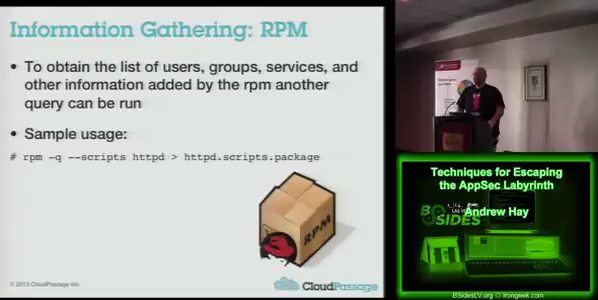 Information Gathering: RPM
• To obtain the list of users, groups, services, and
other information added by the rpm another
query can be run
• Sample usage:
# rpm -q --scripts httpd > httpd.scripts.package
RPM
© 2013 CloudPassage Inc.
CloudPassage
Techniques for Escaping
the AppSec Labyrinth
BSIDES
Andrew Hay
BSidesLV.org © Irongeek.com